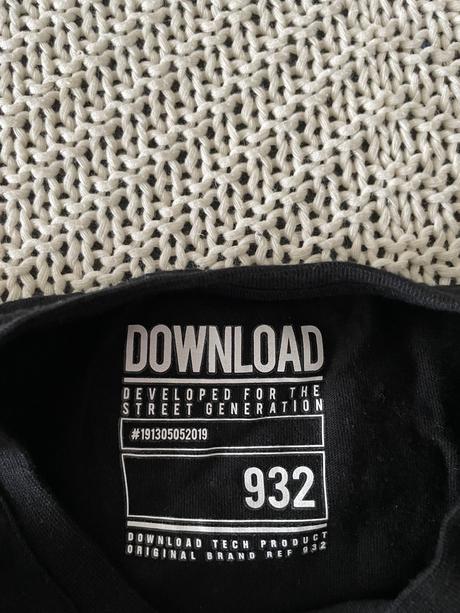 DOWNLOAD
DEVELOPED FOR THE
STREET GENERATION
#191305052019
932
DOWNLOAD TECH PRODUCT
ORIGINAL BRAND REF 932